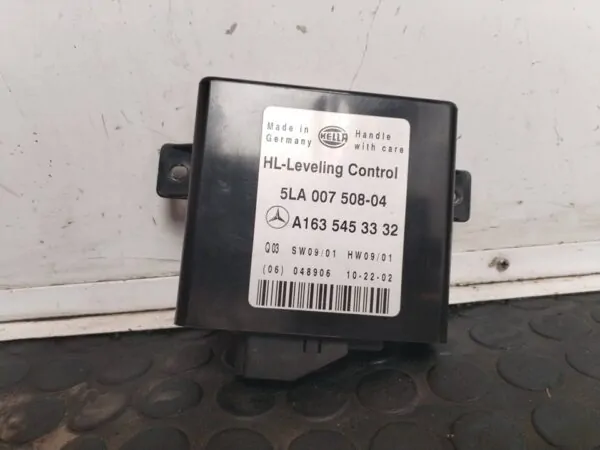 Made in Germany
HELLA
Handle with care
HL-Leveling Control
5LA 007 508-04
A163 545 33 32
Q03 SW09/01 HW09/01
(06) 048906 10-22-02